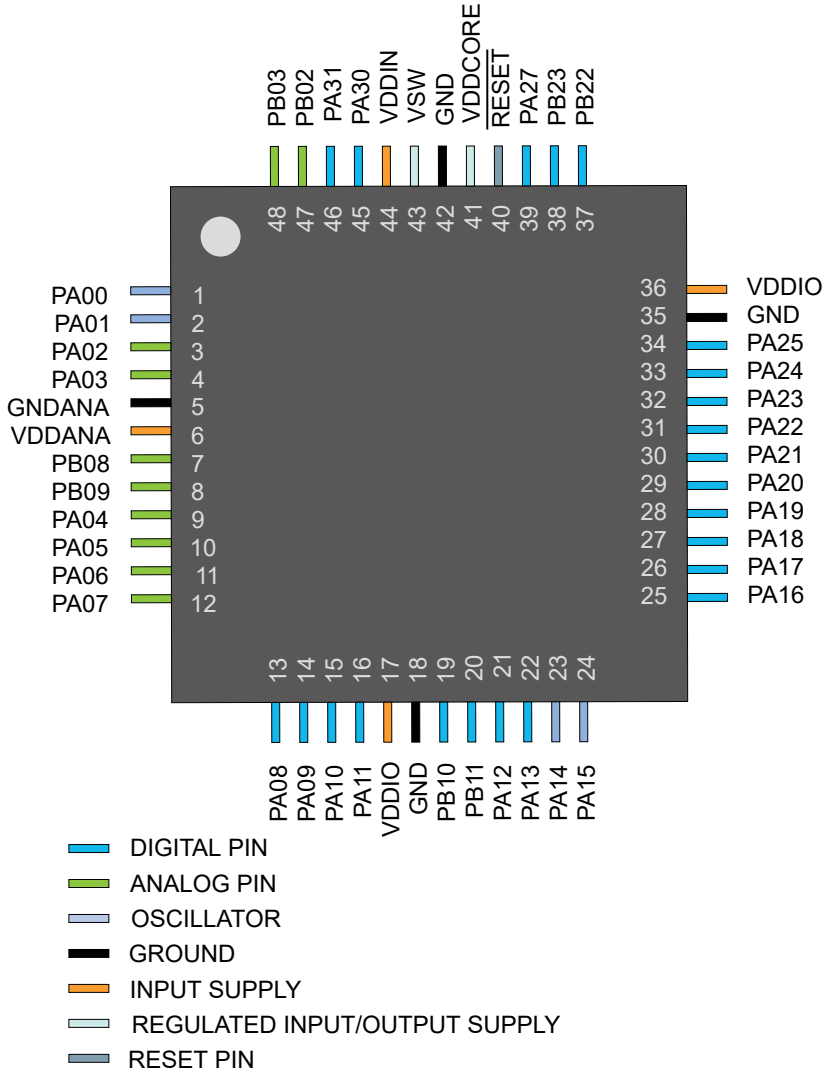 PB03
PB02
PA31
PA30
VDDIN
VSW
GND
VDDCORE
RESET
PA27
PB23
PB22
48
47
46
45
44
43
42
41
40
39
38
37
PA00 1
PA01 2
PA02 3
PA03 4
GNDANA 5
VDDANA 6
PB08 7
PB09 8
PA04 9
PA05 10
PA06 11
PA07 12
36 VDDIO
35 GND
34 PA25
33 PA24
32 PA23
31 PA22
30 PA21
29 PA20
28 PA19
27 PA18
26 PA17
25 PA16
13
14
15
16
17
18
19
20
21
22
23
24
PA08
PA09
PA10
PA11
VDDIO
GND
PB10
PB11
PA12
PA13
PA14
PA15
DIGITAL PIN
ANALOG PIN
OSCILLATOR
GROUND
INPUT SUPPLY
REGULATED INPUT/OUTPUT SUPPLY
RESET PIN